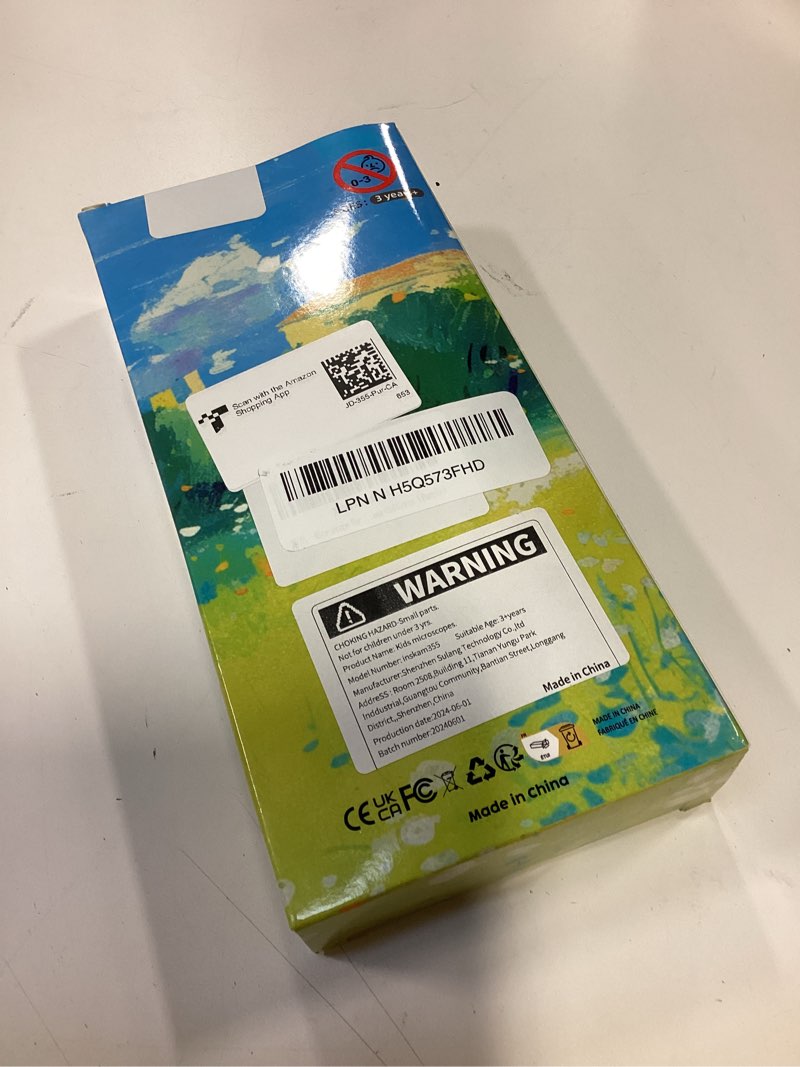 0-3
3 years+
Scan with the Amazon
Shopping App
JD-355-Pur-CA
653
LPN N H5Q573FHD
WARNING
CHOKING HAZARD-Small parts.
Not for children under 3 yrs.
Product Name: Kids microscopes.
Model Number: inskam355 Suitable Age: 3+years
Manufacturer:Shenzhen Sulang Technology Co.,ltd
AddreSS : Room 2508,Building 11,Tianan Yungu Park
Inddustrial,Guangtou Community,Bantian Street,Longgang
District,,Shenzhen,China
Production date:2024-06-01
Batch number:20240601
Made in China
CE UK CA FC
MADE IN CHINA
FABRIQUÉ EN CHINE
Made in China